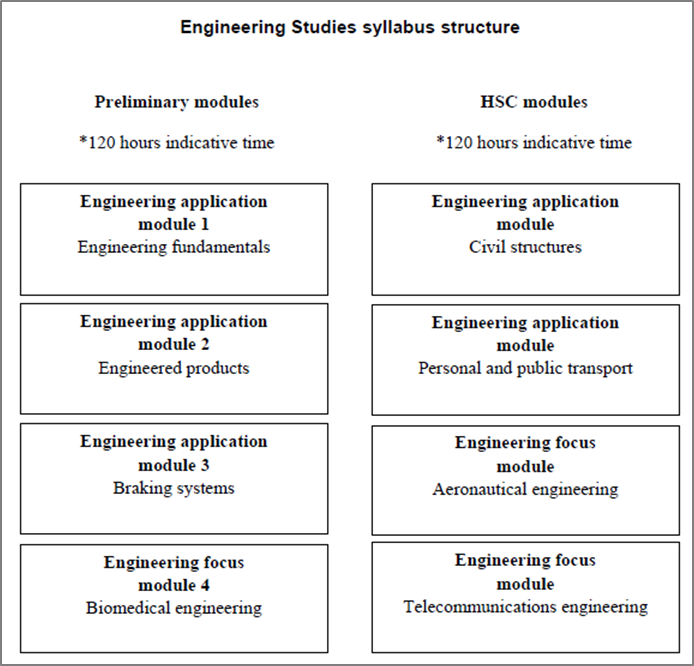 Engineering Studies syllabus structure
Preliminary modules
*120 hours indicative time
Engineering application
module 1
Engineering fundamentals
Engineering application
module 2
Engineered products
Engineering application
module 3
Braking systems
Engineering focus
module 4
Biomedical engineering
HSC modules
*120 hours indicative time
Engineering application
module
Civil structures
Engineering application
module
Personal and public transport
Engineering focus
module
Aeronautical engineering
Engineering focus
module
Telecommunications engineering